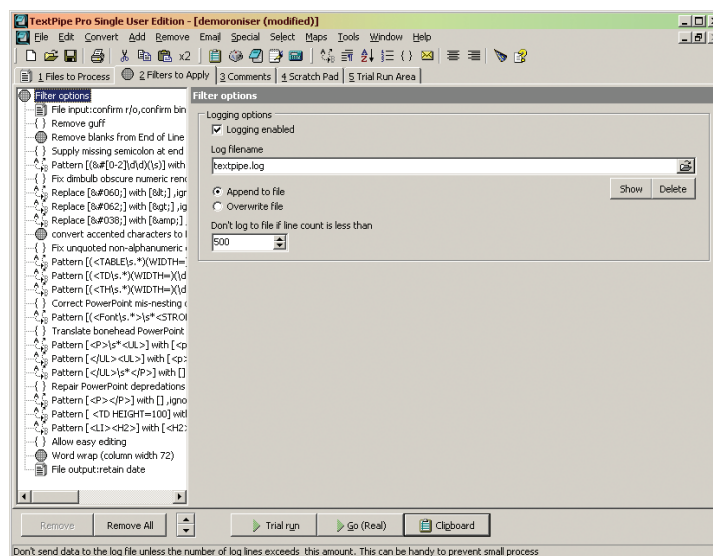 TextPipe Pro Single User Edition - [demoroniser (modified)]
File Edit Convert Add Remove Email Special Select Maps Tools Window Help
1 Files to Process 2 Filters to Apply 3 Comments 4 Scratch Pad 5 Trial Run Area
Filter options
File input:confirm r/o,confirm bin
{ } Remove guff
Remove blanks from End of Line
{ } Supply missing semicolon at end
Pattern [(&#[0-2]\d\d)(\s)] with
{ } Fix dimbulb obscure numeric rend
Replace [&#060;] with [&lt;] ,igr
Replace [&#062;] with [&gt;] ,ig
Replace [&#038;] with [&amp;]
convert accented characters to
{ } Fix unquoted non-alphanumeric
Pattern [(<TABLE\s.*)(WIDTH=
Pattern [(<TD\s.*)(WIDTH=)(\d
Pattern [(<TH\s.*)(WIDTH=)(\d
{ } Correct PowerPoint mis-nesting
Pattern [(<Font\s.*>\s*<STRO
{ } Translate bonehead PowerPoint
Pattern [<P>\s*<UL>] with [<p
Pattern [</UL><UL>] with [<p>
Pattern [</UL>\s*</P>] with []
{ } Repair PowerPoint depredations
Pattern [<P></P>] with [] ,igno
Pattern [ <TD HEIGHT=100] wit
Pattern [<LI><H2>] with [<H2>
{ } Allow easy editing
Word wrap (column width 72)
File output:retain date
Filter options
Logging options
Logging enabled
Log filename
textpipe.log
Append to file
Show Delete
Overwrite file
Don't log to file if line count is less than
500
Remove Remove All Trial run Go (Real) Clipboard
Don't send data to the log file unless the number of log lines exceeds this amount. This can be handy to prevent small process